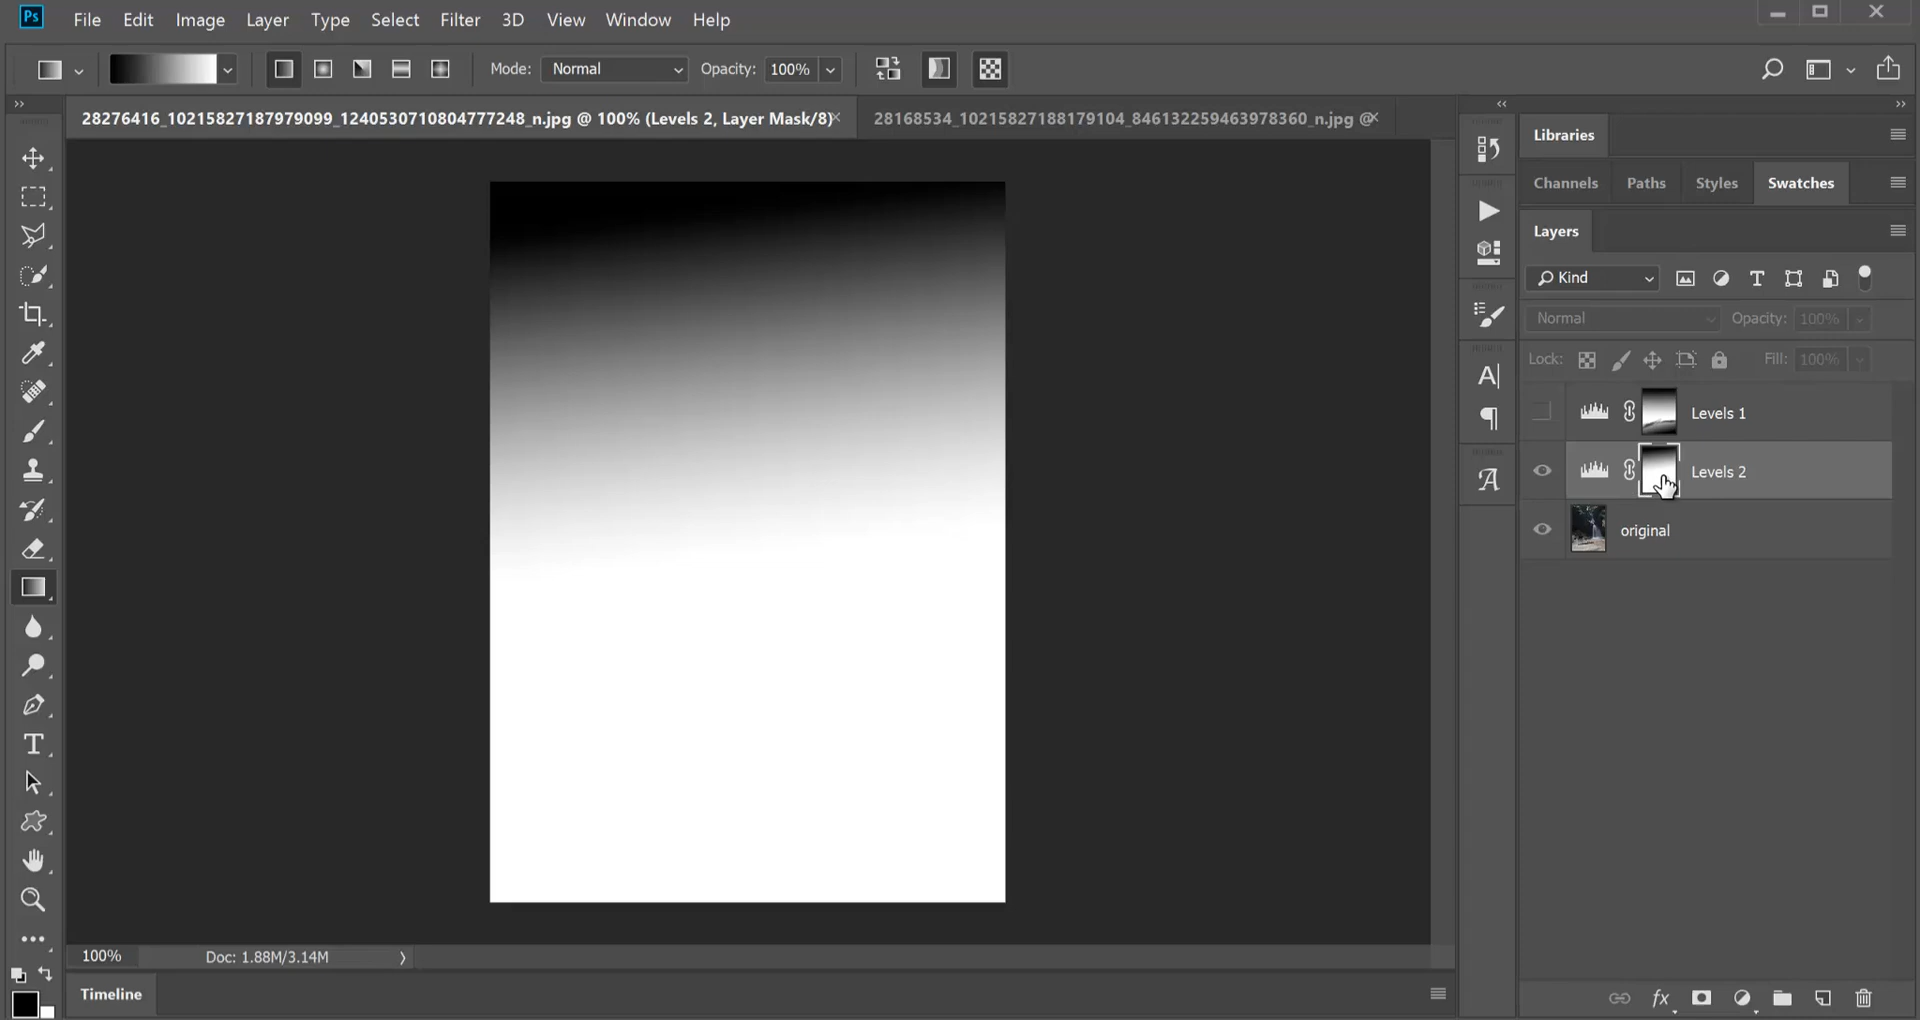 Ps File Edit Image Layer Type Select Filter 3D View Window Help
Mode: Normal Opacity: 100%
28276416_10215827187979099_1240530710804777248_n.jpg @ 100% (Levels 2, Layer Mask/8) 28168534_10215827188179104_846132259463978360_n.jpg @
Libraries
Channels Paths Styles Swatches
Layers
Kind
Normal Opacity: 100%
Lock: Fill: 100%
Levels 1
Levels 2
original
100% Doc: 1.88M/3.14M
Timeline
fx